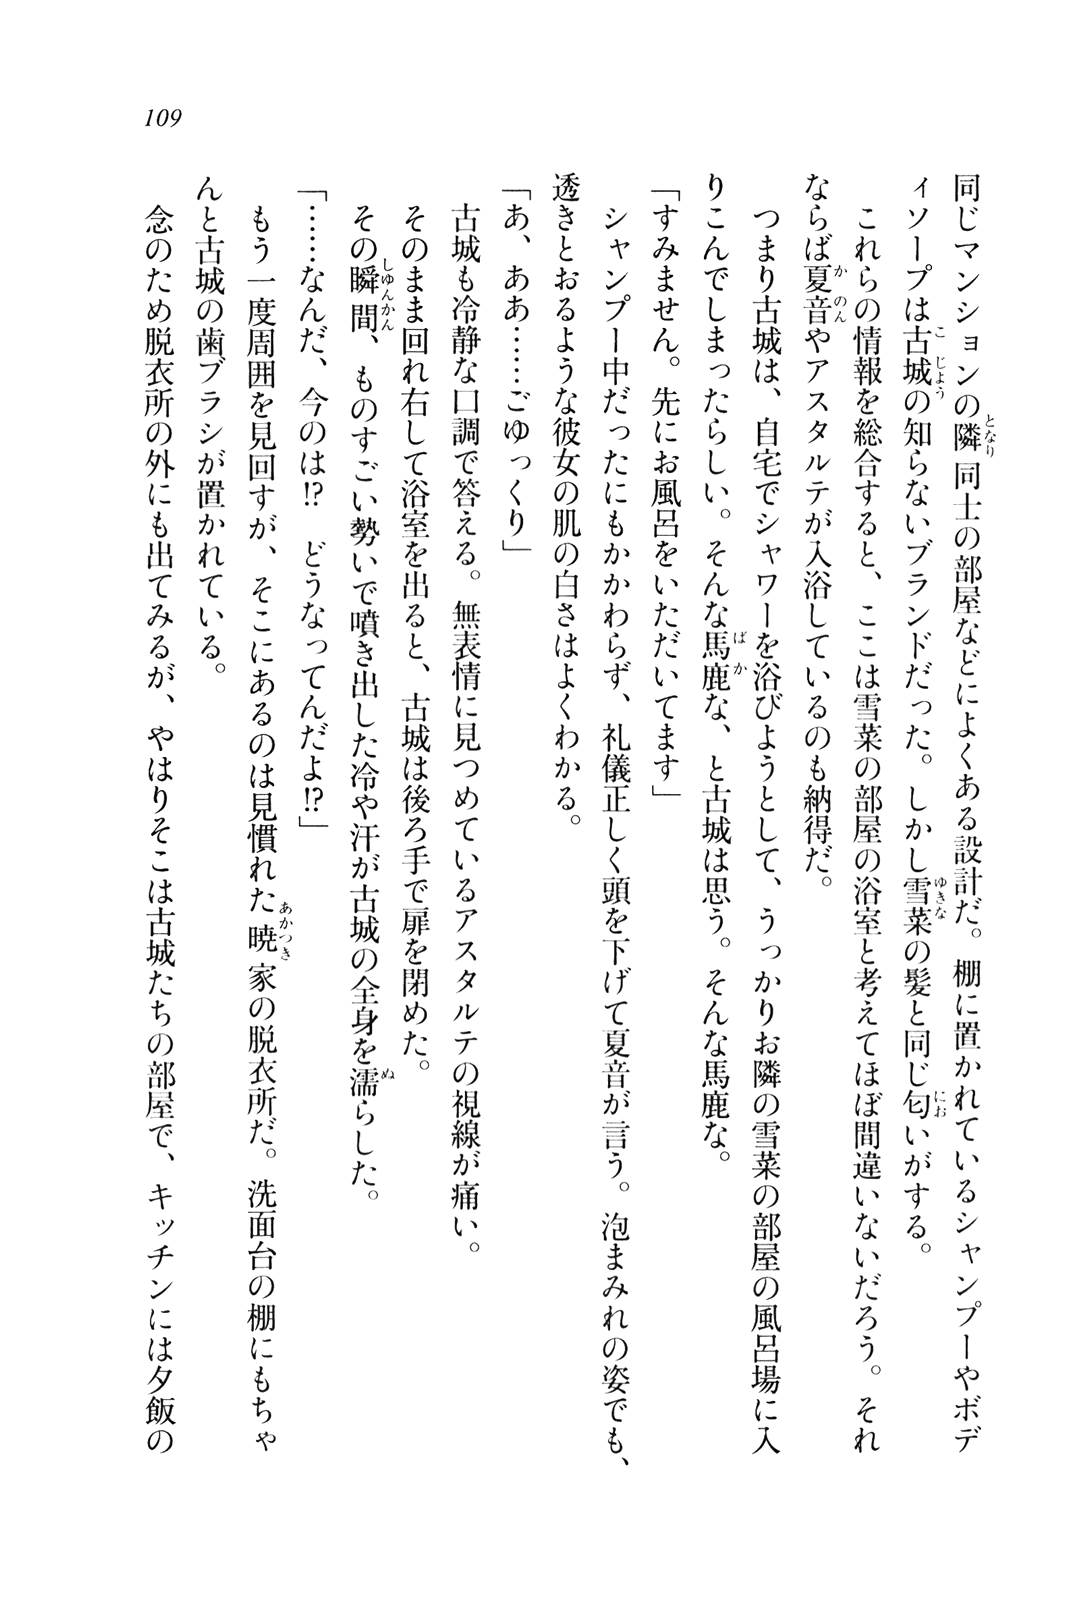 109
同じマンションの隣同士の部屋などによくある設計だ。棚に置かれているシャンプーやボデ
ィソープは古城の知らないブランドだった。しかし雪菜の髪と同じ匂いがする。
これらの情報を総合すると、ここは雪菜の部屋の浴室と考えてほぼ間違いないだろう。それ
ならば夏音やアスタルテが入浴しているのも納得だ。
つまり古城は、自宅でシャワーを浴びようとして、うっかりお隣の雪菜の部屋の風呂場に入
りこんでしまったらしい。そんな馬鹿な、と古城は思う。そんな馬鹿な。
「すみません。先にお風呂をいただいてます」
シャンプー中だったにもかかわらず、礼儀正しく頭を下げて夏音が言う。泡まみれの姿でも、
透きとおるような彼女の肌の白さはよくわかる。
「あ、ああ……ごゆっくり」
古城も冷静な口調で答える。無表情に見つめているアスタルテの視線が痛い。
そのまま回れ右して浴室を出ると、古城は後ろ手で扉を閉めた。
その瞬間、ものすごい勢いで噴き出した冷や汗が古城の全身を濡らした。
「……なんだ、今のは!?　どうなってんだよ!?」
もう一度周囲を見回すが、そこにあるのは見慣れた暁家の脱衣所だ。洗面台の棚にもちゃ
んと古城の歯ブラシが置かれている。
念のため脱衣所の外にも出てみるが、やはりそこは古城たちの部屋で、キッチンには夕飯の